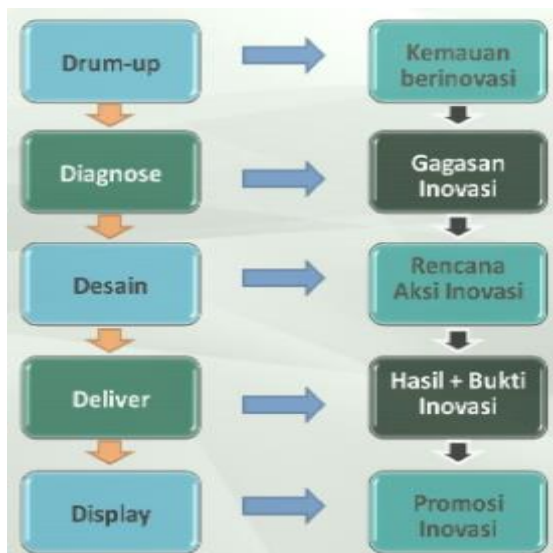 Drum-up
Kemauan
berinovasi
Diagnose
Gagasan
Inovasi
Desain
Rencana
Aksi Inovasi
Deliver
Hasil + Bukti
Inovasi
Display
Promosi
Inovasi